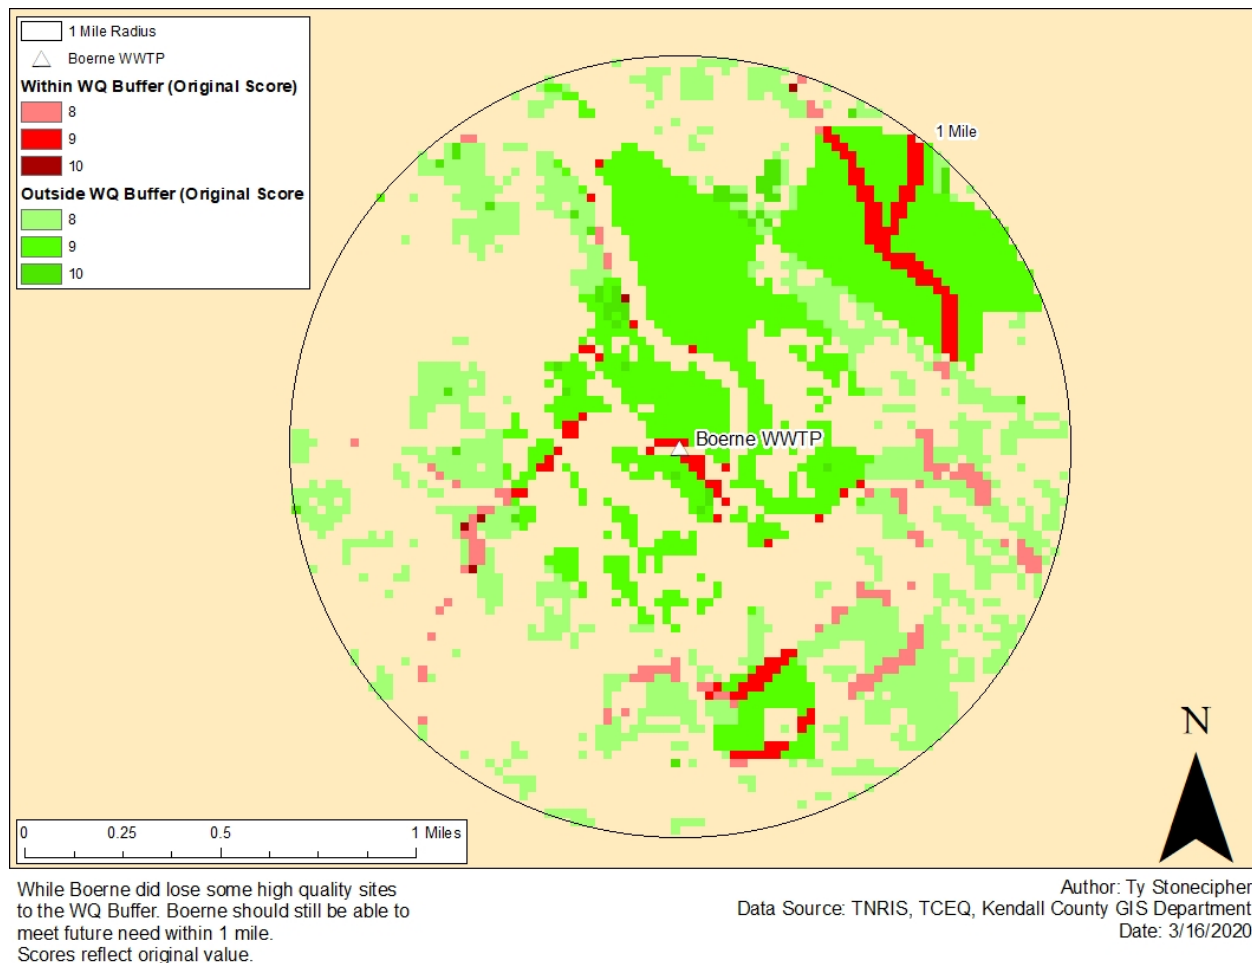 1 Mile Radius
Boerne WWTP
Within WQ Buffer (Original Score)
8
9
10
Outside WQ Buffer (Original Score
8
9
10
1 Mile
Boerne WWTP
N
0 0.25 0.5 1 Miles
While Boerne did lose some high quality sites
to the WQ Buffer. Boerne should still be able to
meet future need within 1 mile.
Scores reflect original value.
Author: Ty Stonecipher
Data Source: TNRIS, TCEQ, Kendall County GIS Department
Date: 3/16/2020